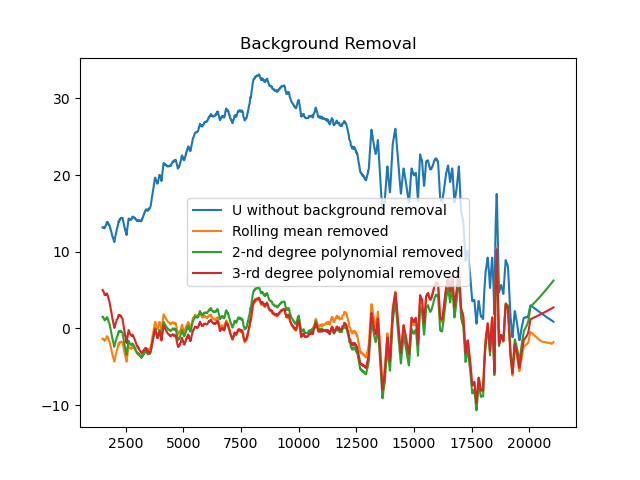 Background Removal
30
20
10
0
−10
U without background removal
Rolling mean removed
2-nd degree polynomial removed
3-rd degree polynomial removed
2500 5000 7500 10000 12500 15000 17500 20000